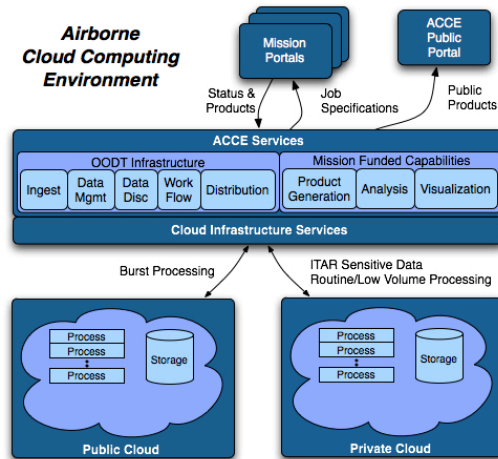 Airborne
Cloud Computing
Environment
Mission
Portals
ACCE
Public
Portal
Status &
Products
Job
Specifications
Public
Products
ACCE Services
OODT Infrastructure
Mission Funded Capabilities
Ingest
Data
Mgmt
Data
Disc
Work
Flow
Distribution
Product
Generation
Analysis
Visualization
Cloud Infrastructure Services
Burst Processing
ITAR Sensitive Data
Routine/Low Volume Processing
Process
Process
Process
Storage
Public Cloud
Process
Process
Process
Storage
Private Cloud